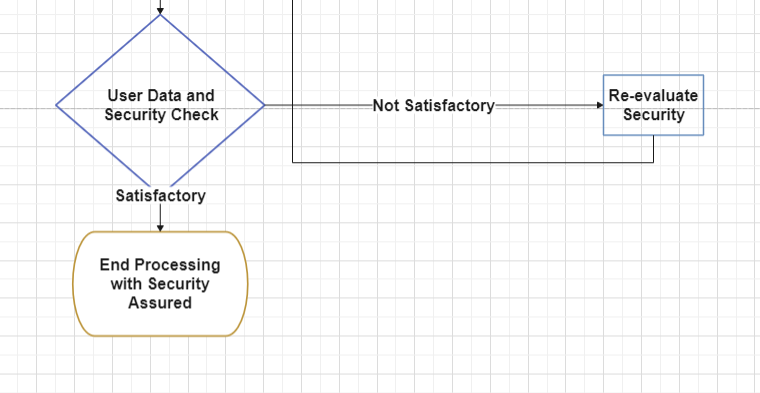 User Data and
Security Check
Not Satisfactory
Re-evaluate
Security
Satisfactory
End Processing
with Security
Assured